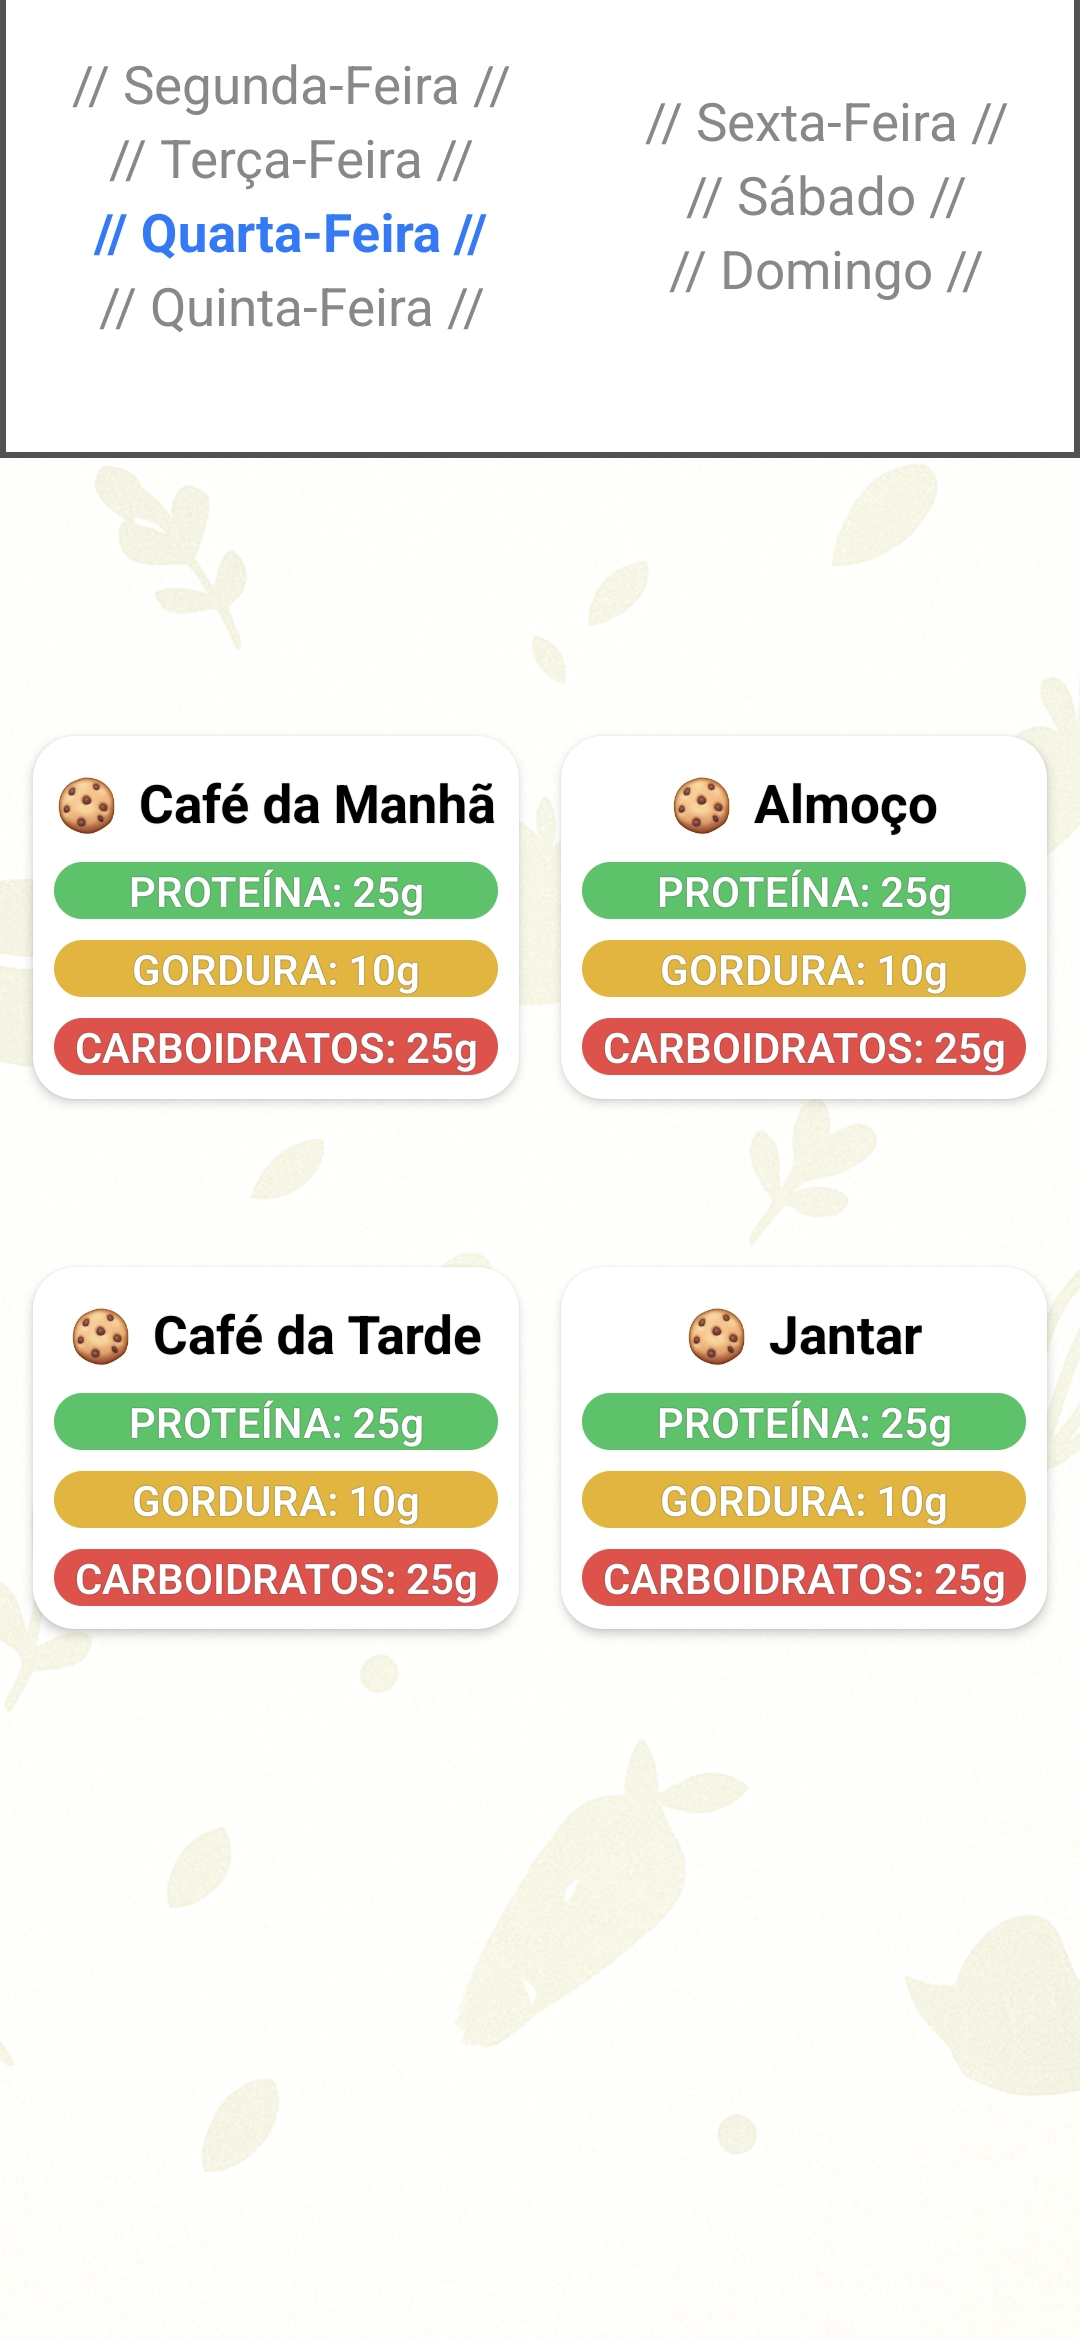 // Segunda-Feira //
// Terça-Feira //
// Quarta-Feira //
// Quinta-Feira //
// Sexta-Feira //
// Sábado //
// Domingo //
Café da Manhã
PROTEÍNA: 25g
GORDURA: 10g
CARBOIDRATOS: 25g
Almoço
PROTEÍNA: 25g
GORDURA: 10g
CARBOIDRATOS: 25g
Café da Tarde
PROTEÍNA: 25g
GORDURA: 10g
CARBOIDRATOS: 25g
Jantar
PROTEÍNA: 25g
GORDURA: 10g
CARBOIDRATOS: 25g